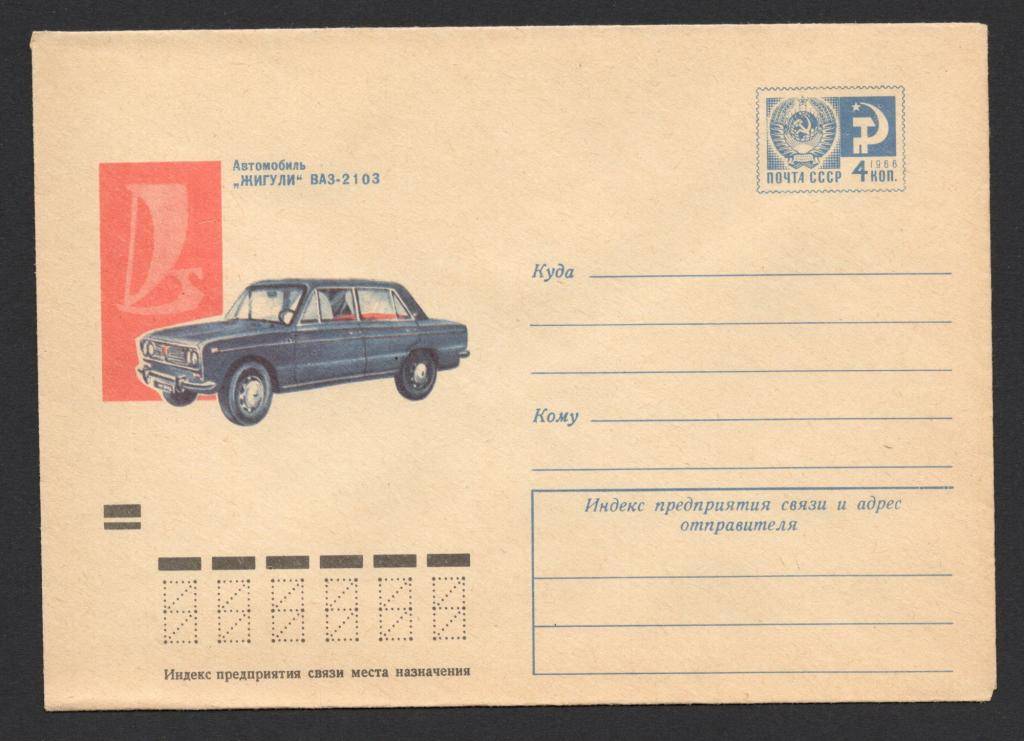 Автомобиль
„ЖИГУЛИ“ ВАЗ-2103
1966
ПОЧТА СССР 4 КОП.
Куда
Кому
Индекс предприятия связи и адрес
отправителя
Индекс предприятия связи места назначения